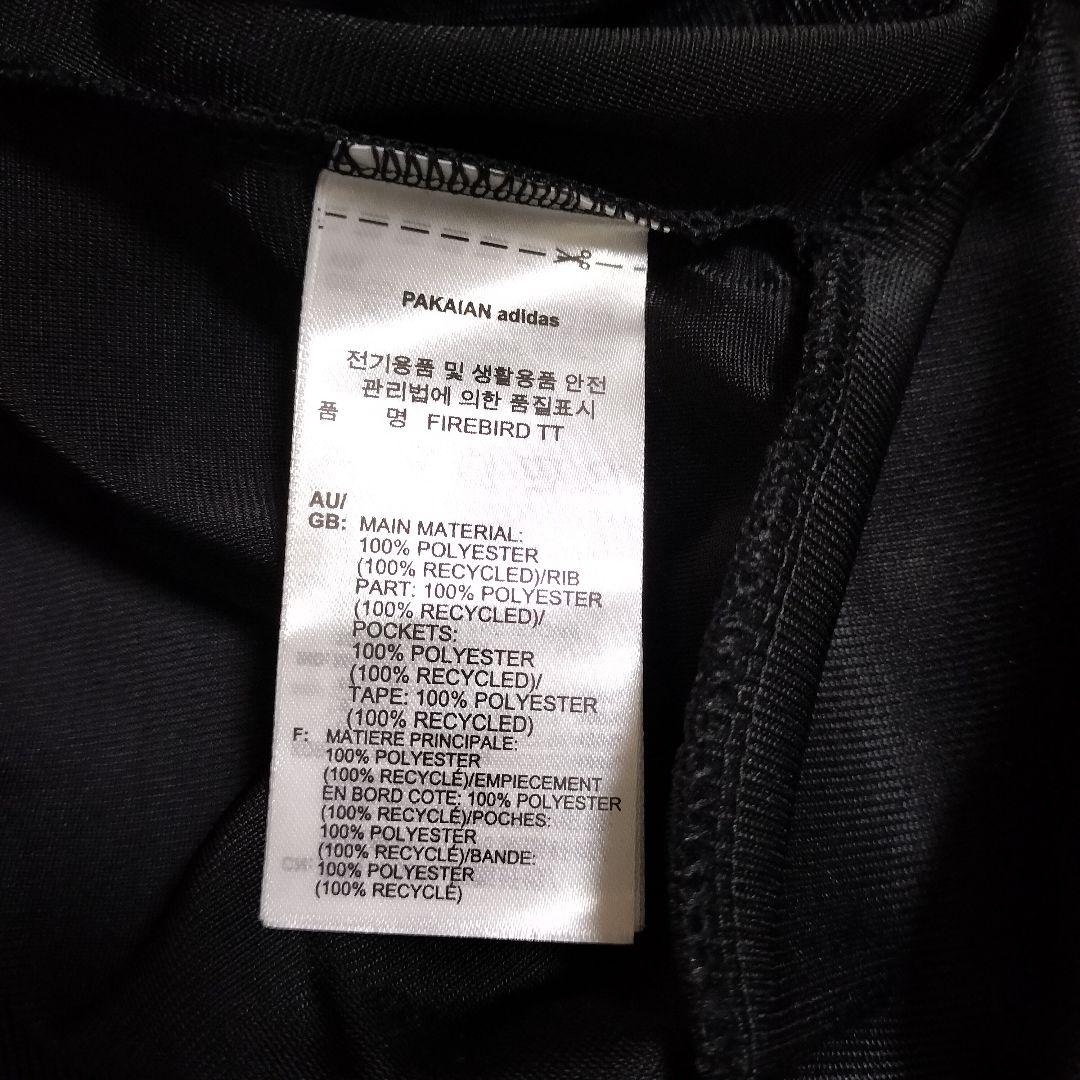 PAKAIAN adidas
전기용품 및 생활용품 안전
관리법에 의한 품질표시
품 명 FIREBIRD TT
AU/
GB: MAIN MATERIAL:
100% POLYESTER
(100% RECYCLED)/RIB
PART: 100% POLYESTER
(100% RECYCLED)/
POCKETS:
100% POLYESTER
(100% RECYCLED)/
TAPE: 100% POLYESTER
(100% RECYCLED)
F: MATIERE PRINCIPALE:
100% POLYESTER
(100% RECYCLÉ)/EMPIECEMENT
EN BORD COTE: 100% POLYESTER
(100% RECYCLÉ)/POCHES:
100% POLYESTER
(100% RECYCLÉ)/BANDE:
100% POLYESTER
(100% RECYCLÉ)